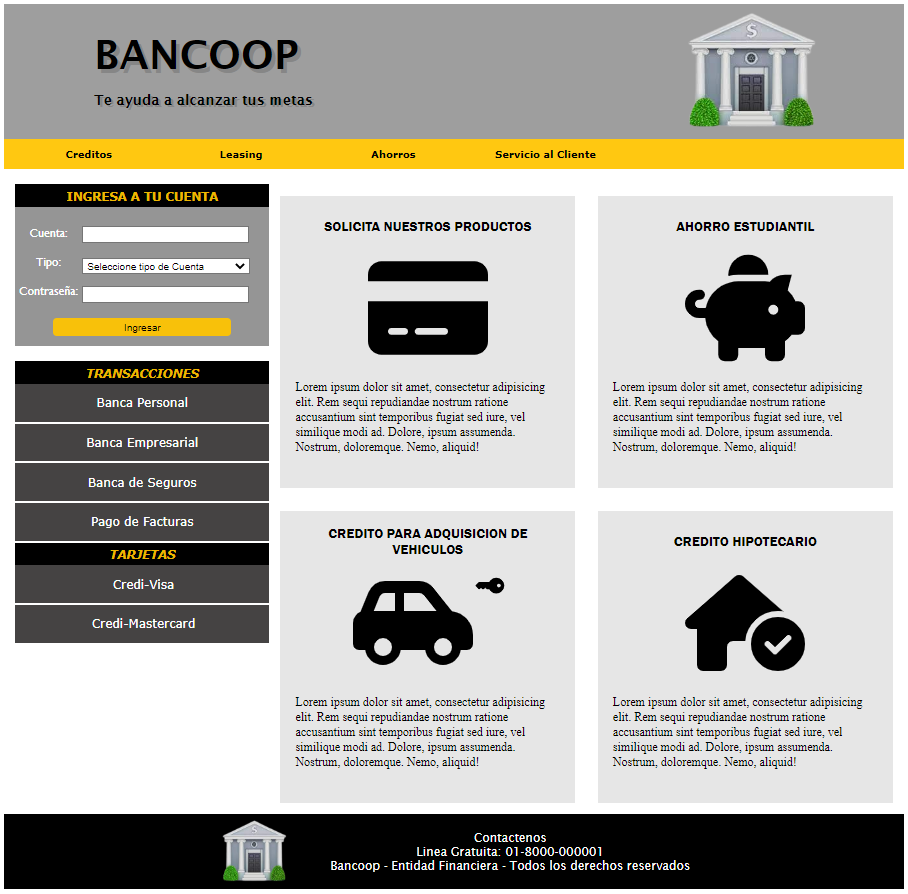 BANCOOP
Te ayuda a alcanzar tus metas
Creditos Leasing Ahorros Servicio al Cliente
INGRESA A TU CUENTA
Cuenta:
Tipo: Seleccione tipo de Cuenta
Contraseña:
Ingresar
TRANSACCIONES
Banca Personal
Banca Empresarial
Banca de Seguros
Pago de Facturas
TARJETAS
Credi-Visa
Credi-Mastercard
SOLICITA NUESTROS PRODUCTOS
Lorem ipsum dolor sit amet, consectetur adipisicing
elit. Rem sequi repudiandae nostrum ratione
accusantium sint temporibus fugiat sed iure, vel
similique modi ad. Dolore, ipsum assumenda.
Nostrum, doloremque. Nemo, aliquid!
AHORRO ESTUDIANTIL
Lorem ipsum dolor sit amet, consectetur adipisicing
elit. Rem sequi repudiandae nostrum ratione
accusantium sint temporibus fugiat sed iure, vel
similique modi ad. Dolore, ipsum assumenda.
Nostrum, doloremque. Nemo, aliquid!
CREDITO PARA ADQUISICION DE
VEHICULOS
Lorem ipsum dolor sit amet, consectetur adipisicing
elit. Rem sequi repudiandae nostrum ratione
accusantium sint temporibus fugiat sed iure, vel
similique modi ad. Dolore, ipsum assumenda.
Nostrum, doloremque. Nemo, aliquid!
CREDITO HIPOTECARIO
Lorem ipsum dolor sit amet, consectetur adipisicing
elit. Rem sequi repudiandae nostrum ratione
accusantium sint temporibus fugiat sed iure, vel
similique modi ad. Dolore, ipsum assumenda.
Nostrum, doloremque. Nemo, aliquid!
Contactenos
Linea Gratuita: 01-8000-000001
Bancoop - Entidad Financiera - Todos los derechos reservados